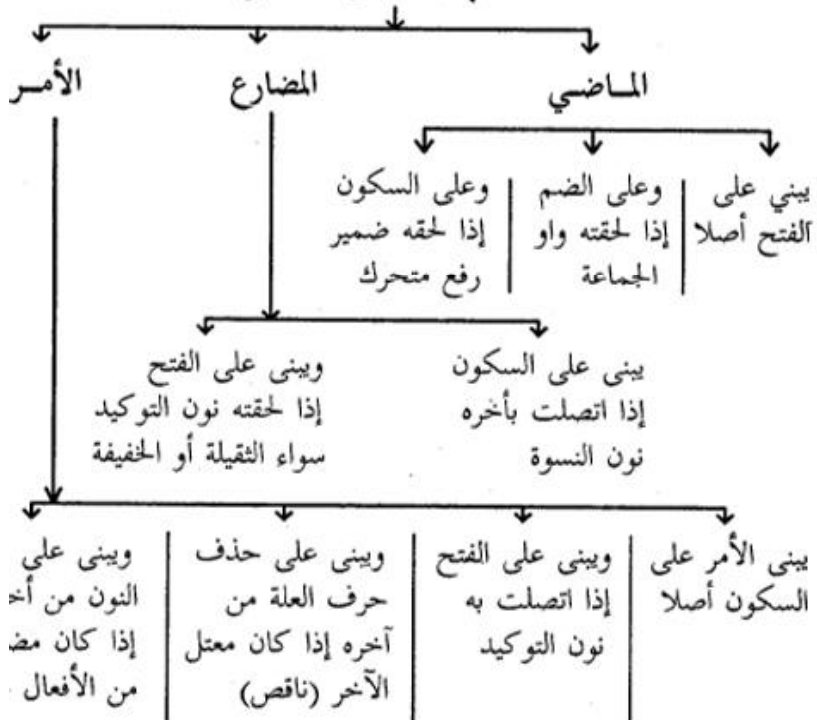 المـاضـي
المضارع
الأمـر
يبني على
الفتح أصلا
وعلى الضم
إذا لحقته واو
الجماعة
وعلى السكون
إذا لحقه ضمير
رفع متحرك
يبنى على السكون
إذا اتصلت بأخره
نون النسوة
ويبنى على الفتح
إذا لحقته نون التوكيد
سواء الثقيلة أو الخفيفة
يبنى الأمر على
السكون أصلا
ويبنى على الفتح
إذا اتصلت به
نون التوكيد
ويبنى على حذف
حرف العلة من
آخره إذا كان معتل
الآخر (ناقص)
ويبنى على
النون من
إذا كان
من الأفعال